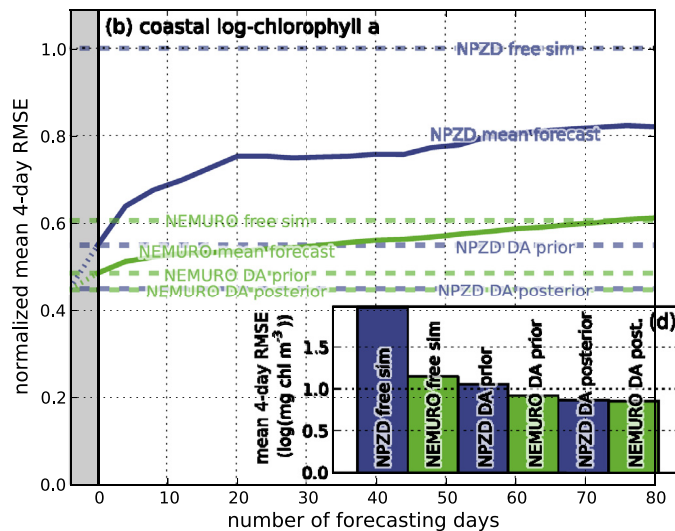 (b) coastal log-chlorophyll a
normalized mean 4-day RMSE
1.0
0.8
0.6
0.4
0.2
0.0
NPZD free sim
NPZD mean forecast
NEMURO free sim
NEMURO mean forecast
NPZD DA prior
NEMURO DA prior
NEMURO DA posterior
NPZD DA posterior
(d)
mean 4-day RMSE
(log(mg chl m⁻³))
1.5
1.0
0.5
0.0
NPZD free sim
NEMURO free sim
NPZD DA prior
NEMURO DA prior
NPZD DA posterior
NEMURO DA post.
0 10 20 30 40 50 60 70 80
number of forecasting days